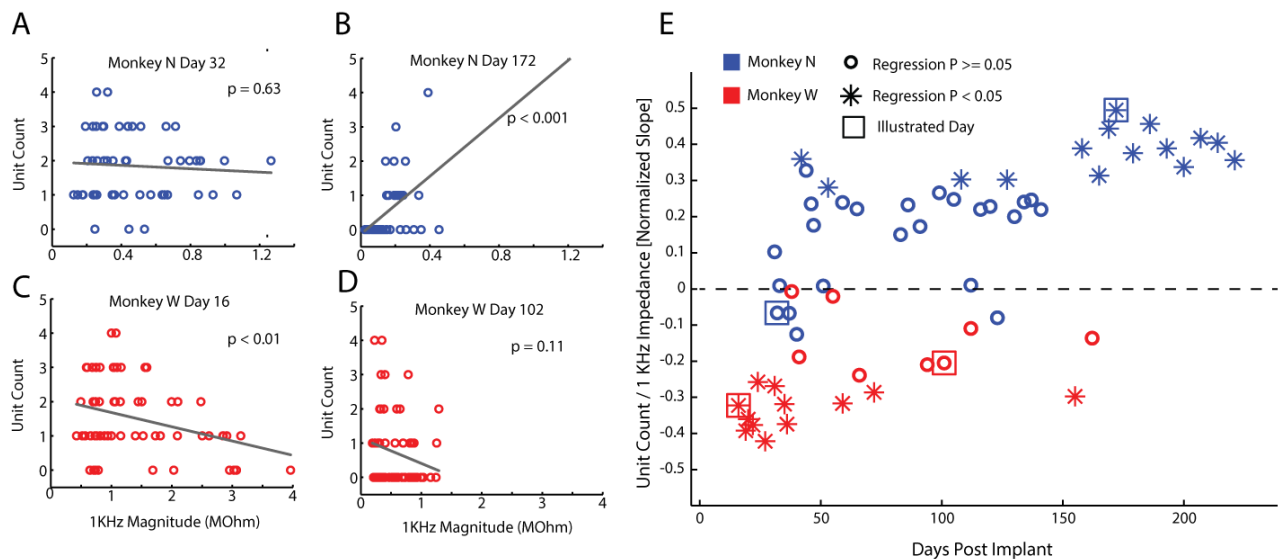 A
Monkey N Day 32
p = 0.63
Unit Count
5
4
3
2
1
0
0 0.4 0.8 1.2
B
Monkey N Day 172
p < 0.001
Unit Count
5
4
3
2
1
0
0 0.4 0.8 1.2
C
Monkey W Day 16
p < 0.01
Unit Count
5
4
3
2
1
0
0 1 2 3 4
1KHz Magnitude (MOhm)
D
Monkey W Day 102
p = 0.11
Unit Count
5
4
3
2
1
0
0 1 2 3 4
1KHz Magnitude (MOhm)
E
Monkey N
Monkey W
Regression P >= 0.05
Regression P < 0.05
Illustrated Day
Unit Count / 1 KHz Impedance [Normalized Slope]
0.5
0.4
0.3
0.2
0.1
0
-0.1
-0.2
-0.3
-0.4
-0.5
0 50 100 150 200
Days Post Implant